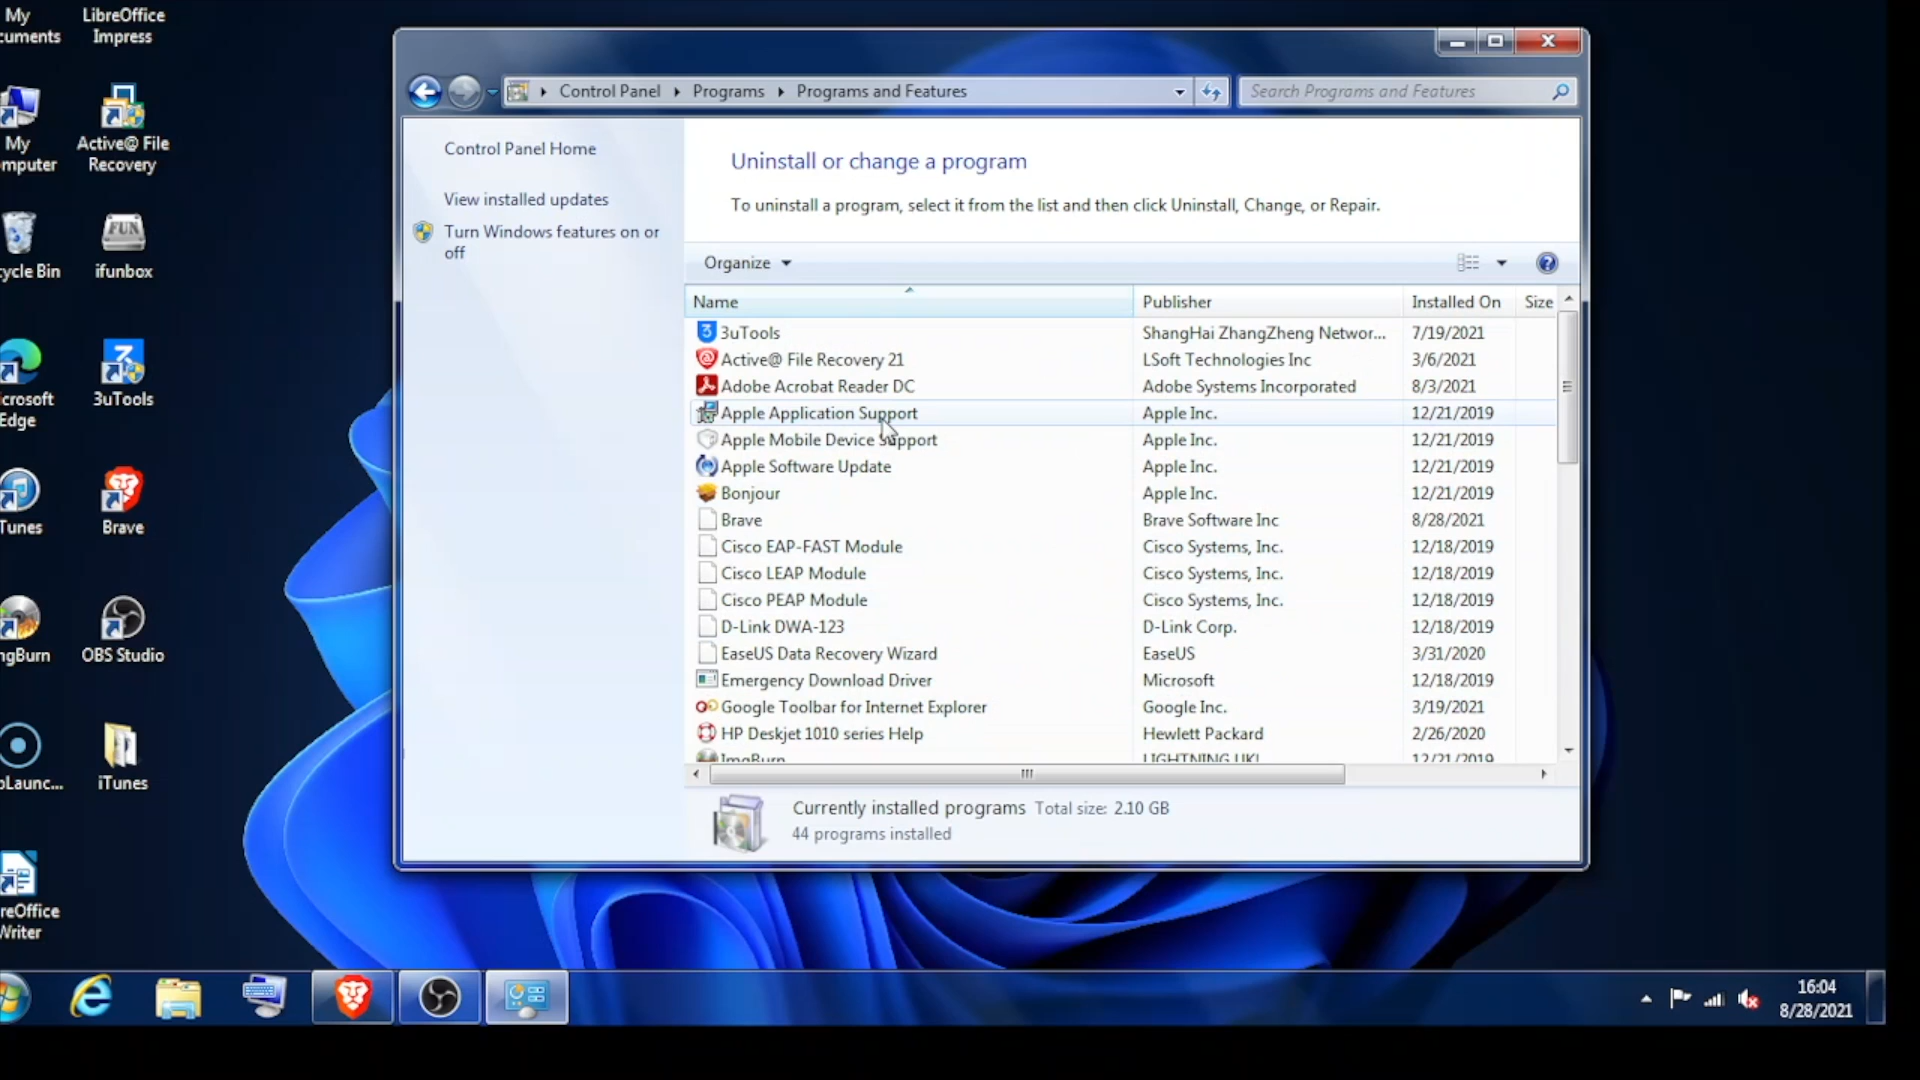 My
cuments
LibreOffice
Impress
My
mputer
Active@ File
Recovery
ycle Bin
FUN
ifunbox
crosoft
Edge
3uTools
Tunes
Brave
ngBurn
OBS Studio
pLaunc...
iTunes
reOffice
Writer
Control Panel
Programs
Programs and Features
Search Programs and Features
Control Panel Home
View installed updates
Turn Windows features on or
off
Uninstall or change a program
To uninstall a program, select it from the list and then click Uninstall, Change, or Repair.
Organize
Name Publisher Installed On Size
3uTools ShangHai ZhangZheng Networ... 7/19/2021
Active@ File Recovery 21 LSoft Technologies Inc 3/6/2021
Adobe Acrobat Reader DC Adobe Systems Incorporated 8/3/2021
Apple Application Support Apple Inc. 12/21/2019
Apple Mobile Device Support Apple Inc. 12/21/2019
Apple Software Update Apple Inc. 12/21/2019
Bonjour Apple Inc. 12/21/2019
Brave Brave Software Inc 8/28/2021
Cisco EAP-FAST Module Cisco Systems, Inc. 12/18/2019
Cisco LEAP Module Cisco Systems, Inc. 12/18/2019
Cisco PEAP Module Cisco Systems, Inc. 12/18/2019
D-Link DWA-123 D-Link Corp. 12/18/2019
EaseUS Data Recovery Wizard EaseUS 3/31/2020
Emergency Download Driver Microsoft 12/18/2019
Google Toolbar for Internet Explorer Google Inc. 3/19/2021
HP Deskjet 1010 series Help Hewlett Packard 2/26/2020
ImgBurn LIGHTNING UK! 12/21/2019
Currently installed programs Total size: 2.10 GB
44 programs installed
16:04
8/28/2021